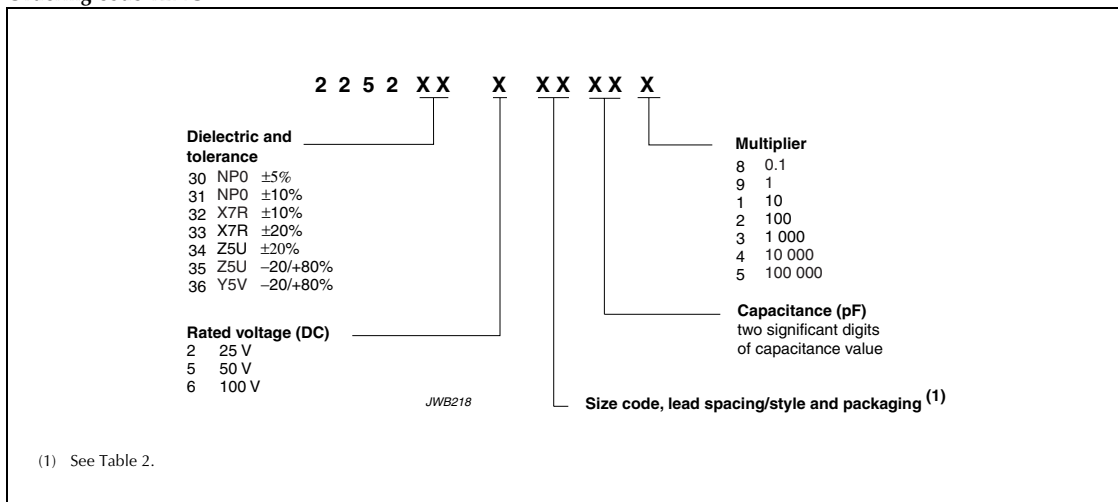 2 2 5 2 X X X X X X X X
Dielectric and
tolerance
30 NP0 ±5%
31 NP0 ±10%
32 X7R ±10%
33 X7R ±20%
34 Z5U ±20%
35 Z5U −20/+80%
36 Y5V −20/+80%
Rated voltage (DC)
2 25 V
5 50 V
6 100 V
Multiplier
8 0.1
9 1
1 10
2 100
3 1 000
4 10 000
5 100 000
Capacitance (pF)
two significant digits
of capacitance value
JWB218
Size code, lead spacing/style and packaging (1)
(1) See Table 2.